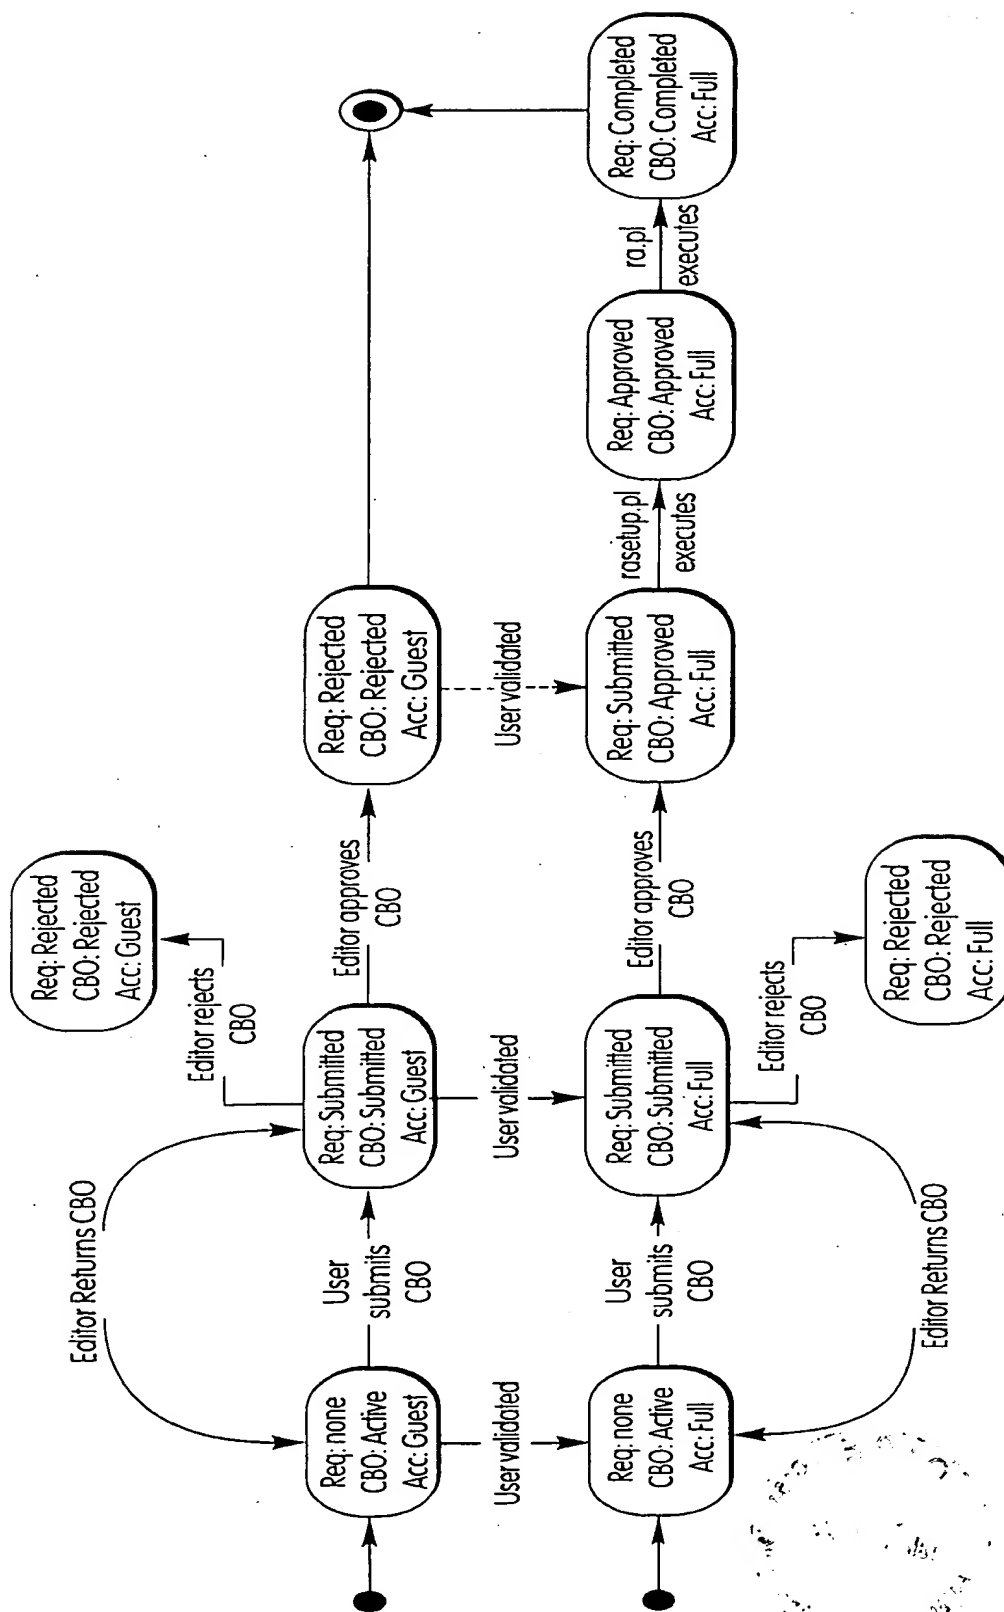 Editor Returns CBO
Editor rejects
CBO
Req: Rejected
CBO: Rejected
Acc: Guest
Req: none
CBO: Active
Acc: Guest
User
submits
CBO
Req: Submitted
CBO: Submitted
Acc: Guest
Editor approves
CBO
Req: Rejected
CBO: Rejected
Acc: Guest
User validated
User validated
User validated
Req: none
CBO: Active
Acc: Full
User
submits
CBO
Req: Submitted
CBO: Submitted
Acc: Full
Editor approves
CBO
Req: Submitted
CBO: Approved
Acc: Full
rasetup.pl
executes
Req: Approved
CBO: Approved
Acc: Full
ra.pl
executes
Req: Completed
CBO: Completed
Acc: Full
Editor Returns CBO
Editor rejects
CBO
Req: Rejected
CBO: Rejected
Acc: Full